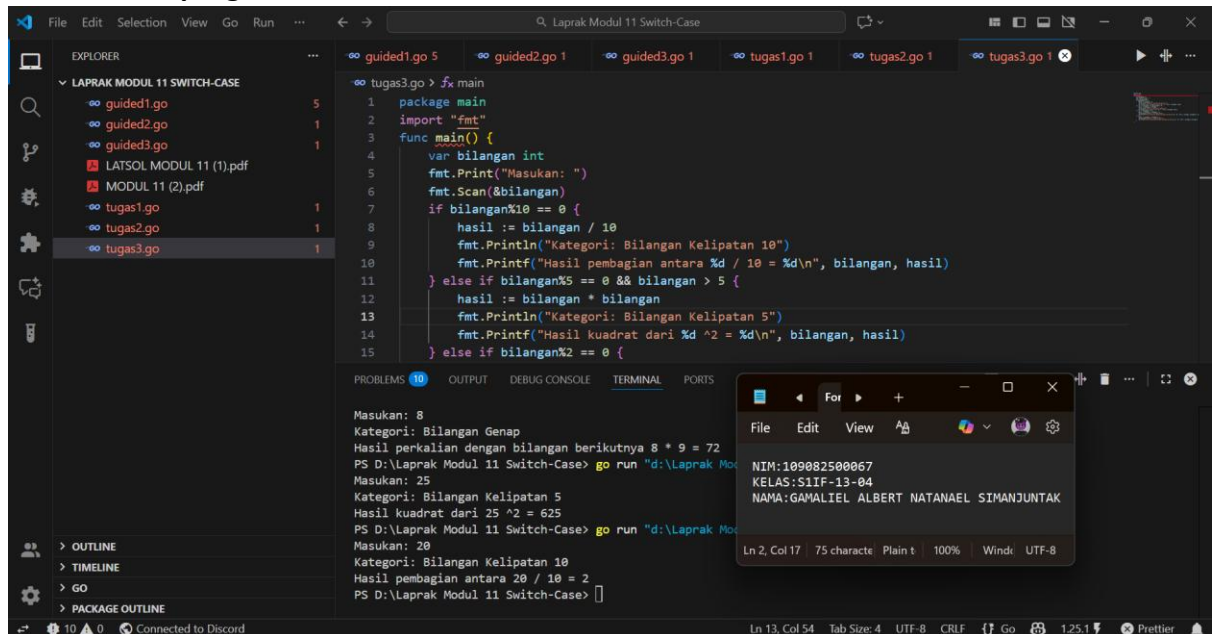 File Edit Selection View Go Run ... Laprak Modul 11 Switch-Case
EXPLORER
LAPRAK MODUL 11 SWITCH-CASE
guided1.go 5
guided2.go 1
guided3.go 1
LATSOL MODUL 11 (1).pdf
MODUL 11 (2).pdf
tugas1.go 1
tugas2.go 1
tugas3.go 1
OUTLINE
TIMELINE
GO
PACKAGE OUTLINE
guided1.go 5 guided2.go 1 guided3.go 1 tugas1.go 1 tugas2.go 1 tugas3.go 1
tugas3.go > main
1 package main
2 import "fmt"
3 func main() {
4 var bilangan int
5 fmt.Print("Masukan: ")
6 fmt.Scan(&bilangan)
7 if bilangan%10 == 0 {
8 hasil := bilangan / 10
9 fmt.Println("Kategori: Bilangan Kelipatan 10")
10 fmt.Printf("Hasil pembagian antara %d / 10 = %d\n", bilangan, hasil)
11 } else if bilangan%5 == 0 && bilangan > 5 {
12 hasil := bilangan * bilangan
13 fmt.Println("Kategori: Bilangan Kelipatan 5")
14 fmt.Printf("Hasil kuadrat dari %d ^2 = %d\n", bilangan, hasil)
15 } else if bilangan%2 == 0 {
PROBLEMS 10 OUTPUT DEBUG CONSOLE TERMINAL PORTS
Masukan: 8
Kategori: Bilangan Genap
Hasil perkalian dengan bilangan berikutnya 8 * 9 = 72
PS D:\Laprak Modul 11 Switch-Case> go run "d:\Laprak Mo
Masukan: 25
Kategori: Bilangan Kelipatan 5
Hasil kuadrat dari 25 ^2 = 625
PS D:\Laprak Modul 11 Switch-Case> go run "d:\Laprak Mo
Masukan: 20
Kategori: Bilangan Kelipatan 10
Hasil pembagian antara 20 / 10 = 2
PS D:\Laprak Modul 11 Switch-Case>
For
File Edit View
NIM:109082500067
KELAS:S1IF-13-04
NAMA:GAMALIEL ALBERT NATANAEL SIMANJUNTAK
Ln 2, Col 17 75 characte Plain t 100% Windo UTF-8
10 0 Connected to Discord Ln 13, Col 54 Tab Size: 4 UTF-8 CRLF Go 1.25.1 Prettier